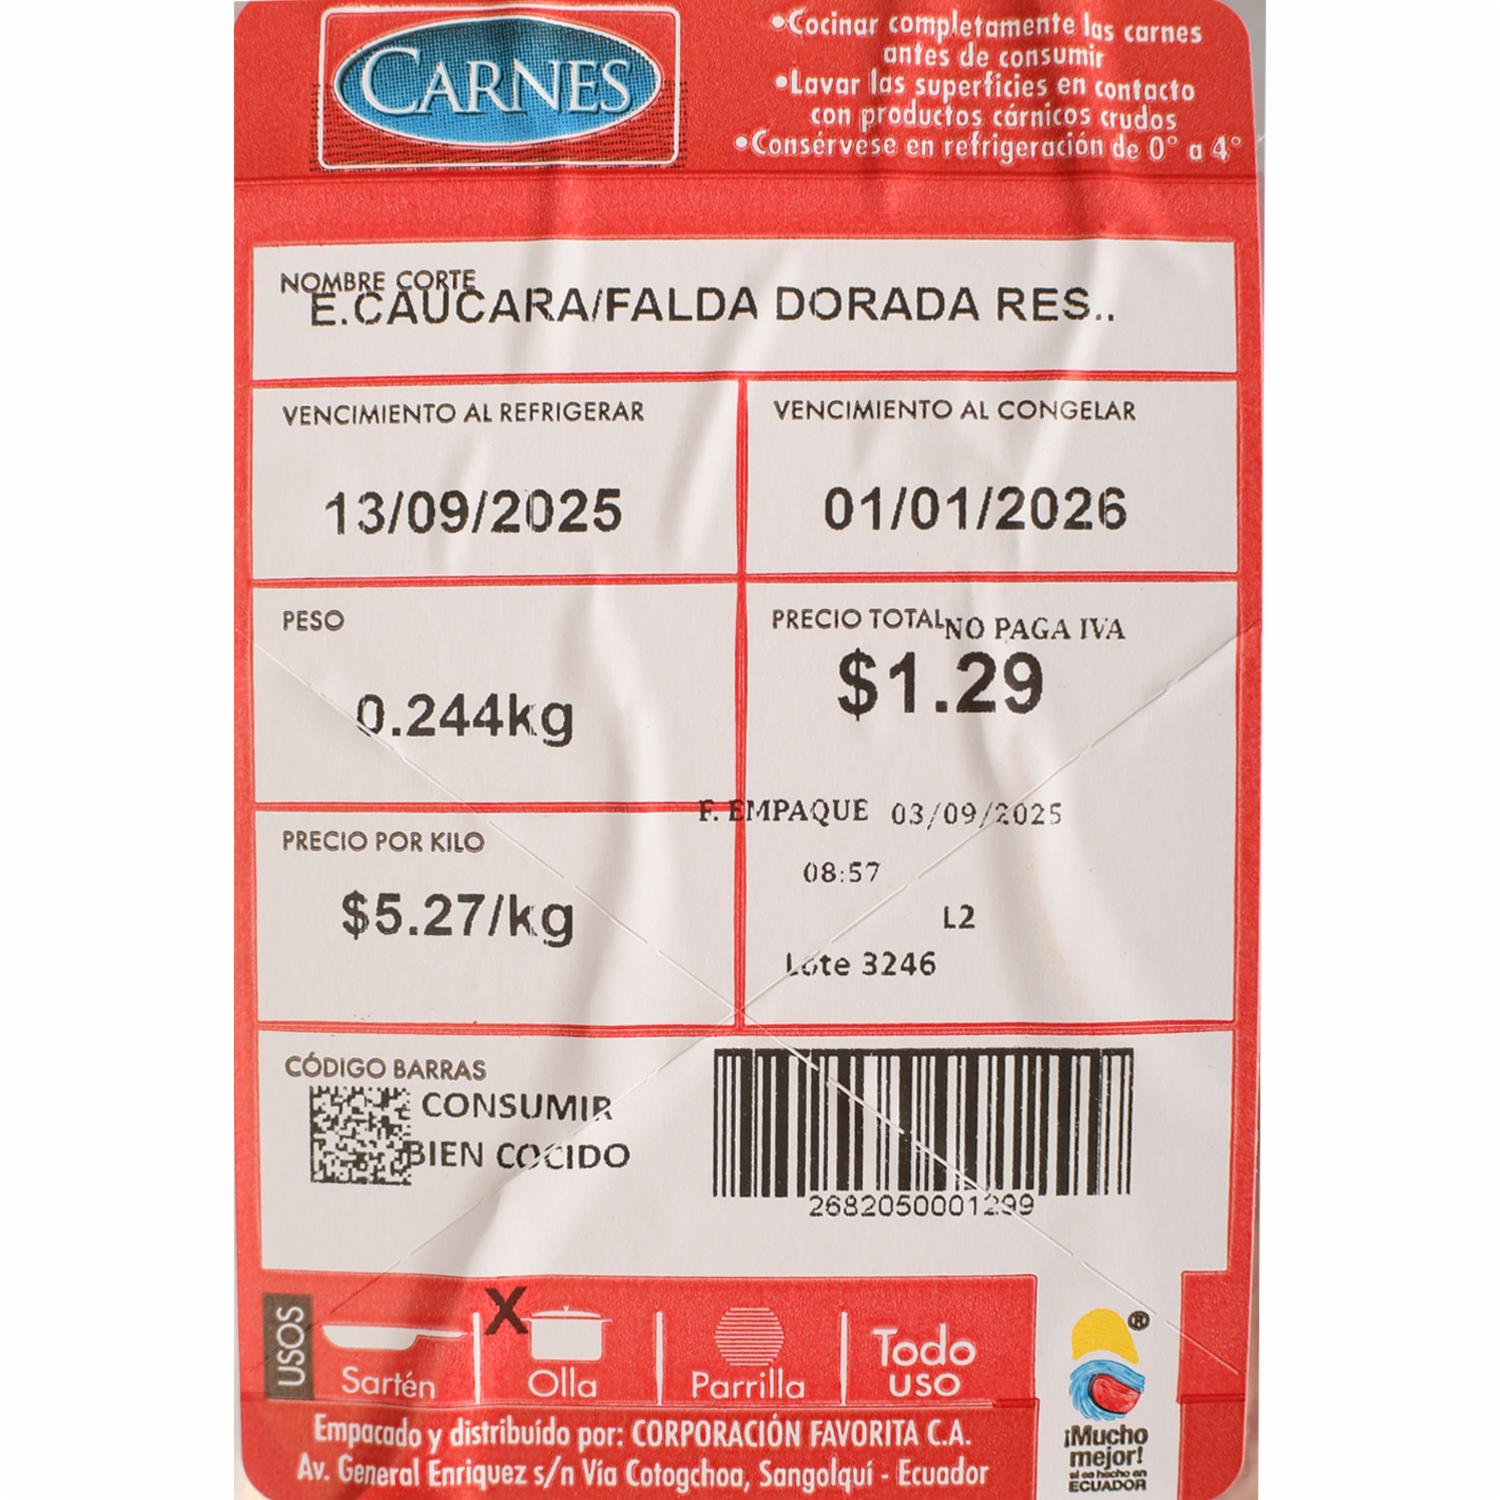 CARNES
•Cocinar completamente las carnes
antes de consumir
•Lavar las superficies en contacto
con productos cárnicos crudos
•Consérvese en refrigeración de 0° a 4°
NOMBRE CORTE
E.CAUCARA/FALDA DORADA RES..
VENCIMIENTO AL REFRIGERAR
13/09/2025
VENCIMIENTO AL CONGELAR
01/01/2026
PESO
0.244kg
PRECIO TOTAL NO PAGA IVA
$1.29
F. EMPAQUE 03/09/2025
08:57
L2
Lote 3246
PRECIO POR KILO
$5.27/kg
CÓDIGO BARRAS
CONSUMIR
BIEN COCIDO
2682050001299
USOS
Sartén
X
Olla
Parrilla
Todo
USO
Empacado y distribuído por: CORPORACIÓN FAVORITA C.A.
Av. General Enriquez s/n Vía Cotogchoa, Sangolquí - Ecuador
®
¡Mucho
mejor!
si es hecho en
ECUADOR